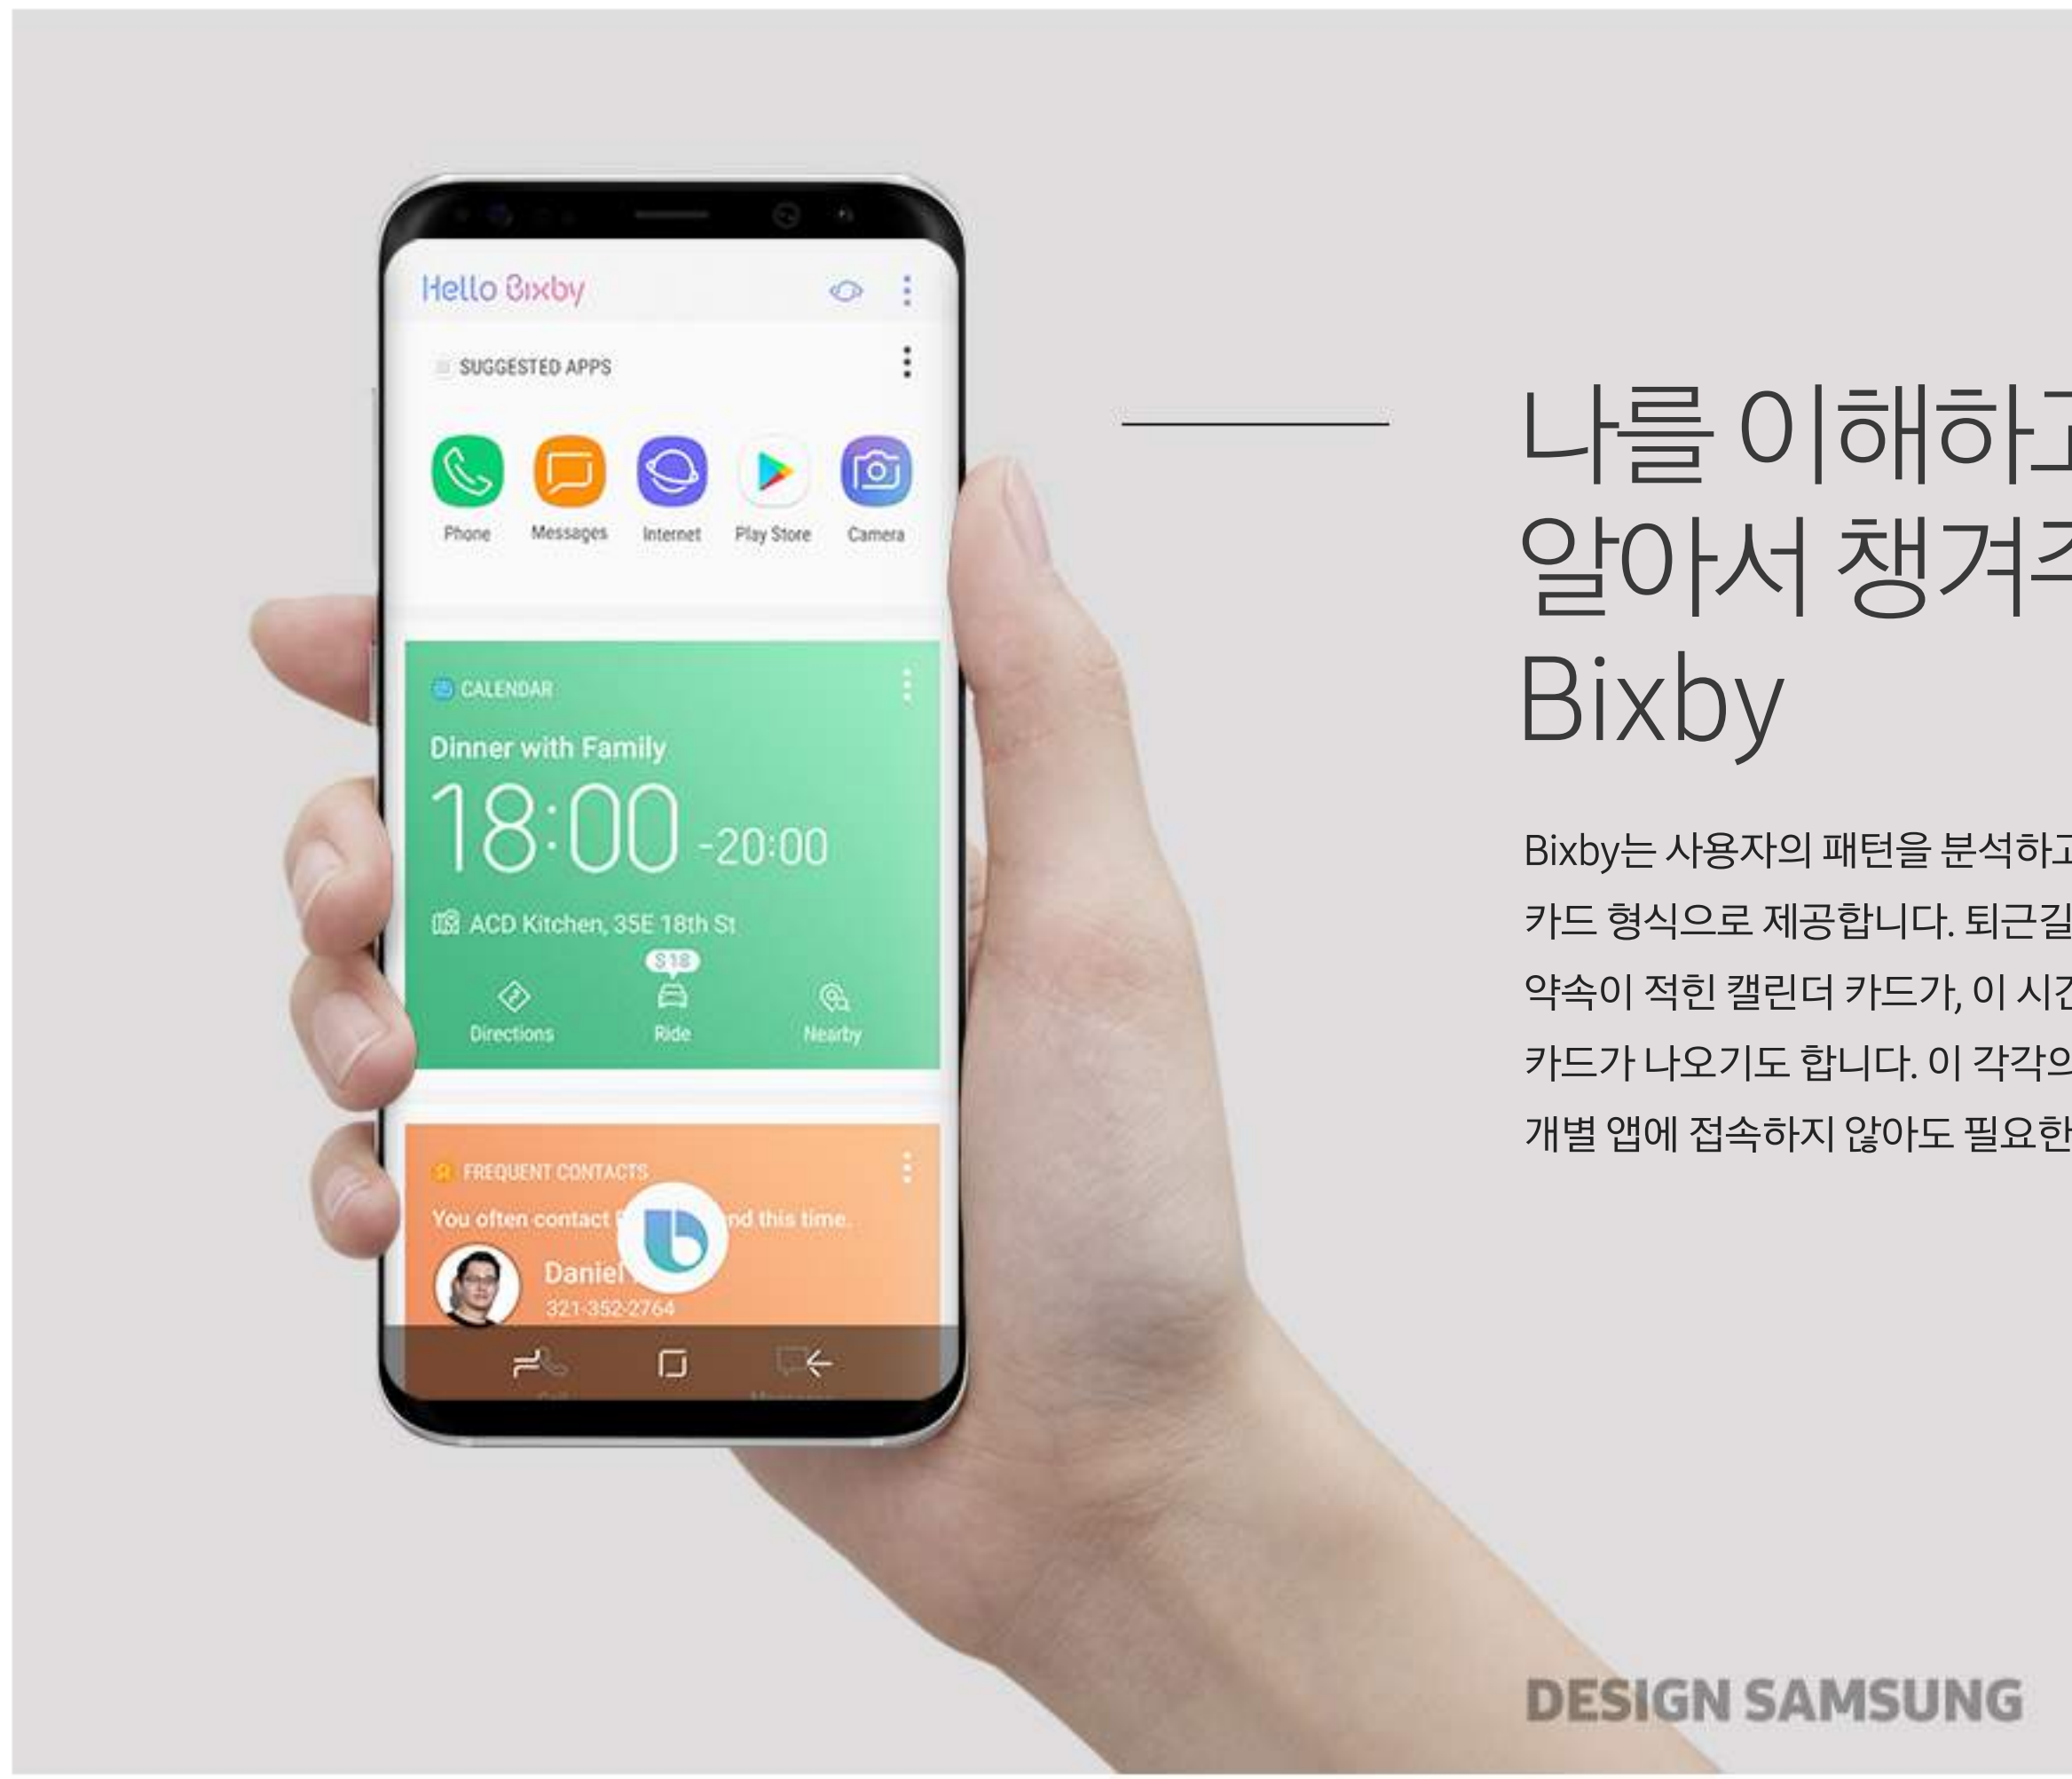 Hello Bixby
SUGGESTED APPS
Phone Messages Internet Play Store Camera
CALENDAR
Dinner with Family
18:00 -20:00
ACD Kitchen, 35E 18th St
$18
Directions Ride Nearby
FREQUENT CONTACTS
You often contact nd this time.
Daniel
321-352-2764
나를 이해하고
알아서 챙겨주
Bixby
Bixby는 사용자의 패턴을 분석하고
카드 형식으로 제공합니다. 퇴근길
약속이 적힌 캘린더 카드가, 이 시간
카드가 나오기도 합니다. 이 각각의
개별 앱에 접속하지 않아도 필요한
DESIGN SAMSUNG